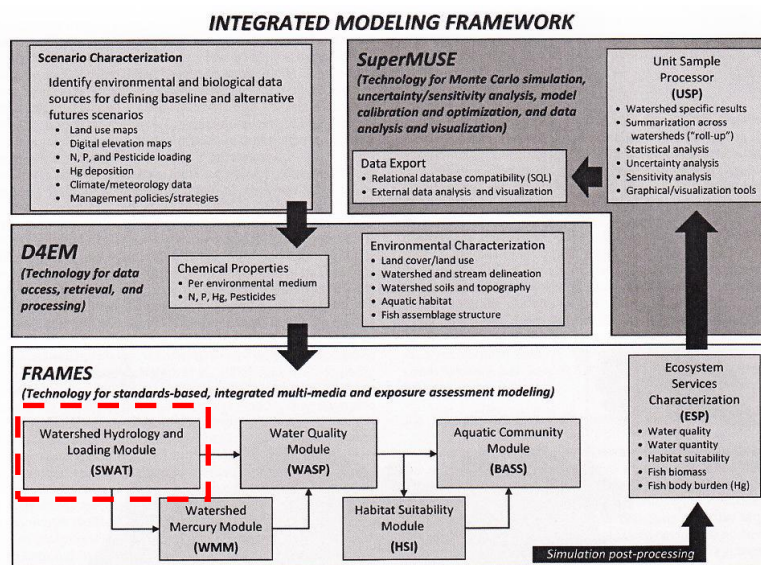 INTEGRATED MODELING FRAMEWORK
Scenario Characterization
Identify environmental and biological data
sources for defining baseline and alternative
futures scenarios
• Land use maps
• Digital elevation maps
• N, P, and Pesticide loading
• Hg deposition
• Climate/meteorology data
• Management policies/strategies
SuperMUSE
(Technology for Monte Carlo simulation,
uncertainty/sensitivity analysis, model
calibration and optimization, and data
analysis and visualization)
Data Export
• Relational database compatibility (SQL)
• External data analysis and visualization
Unit Sample
Processor
(USP)
• Watershed specific results
• Summarization across
watersheds ("roll-up")
• Statistical analysis
• Uncertainty analysis
• Sensitivity analysis
• Graphical/visualization tools
D4EM
(Technology for data
access, retrieval, and
processing)
Chemical Properties
• Per environmental medium
• N, P, Hg, Pesticides
Environmental Characterization
• Land cover/land use
• Watershed and stream delineation
• Watershed soils and topography
• Aquatic habitat
• Fish assemblage structure
FRAMES
(Technology for standards-based, integrated multi-media and exposure assessment modeling)
Watershed Hydrology and
Loading Module
(SWAT)
Water Quality
Module
(WASP)
Aquatic Community
Module
(BASS)
Watershed
Mercury Module
(WMM)
Habitat Suitability
Module
(HSI)
Ecosystem
Services
Characterization
(ESP)
• Water quality
• Water quantity
• Habitat suitability
• Fish biomass
• Fish body burden (Hg)
Simulation post-processing